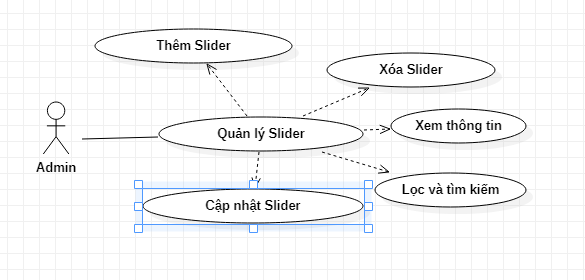 Thêm Slider
Xóa Slider
Quản lý Slider
Xem thông tin
Admin
Lọc và tìm kiếm
Cập nhật Slider